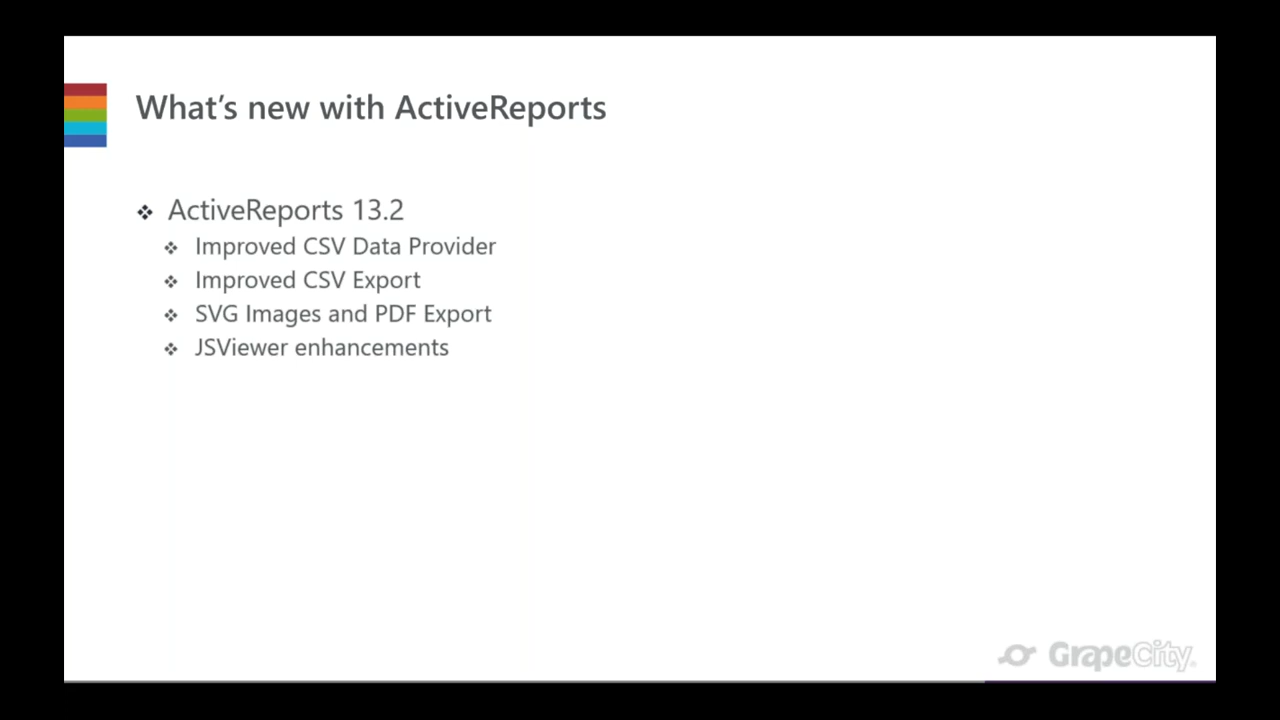 What's new with ActiveReports
ActiveReports 13.2
Improved CSV Data Provider
Improved CSV Export
SVG Images and PDF Export
JSViewer enhancements
GrapeCity